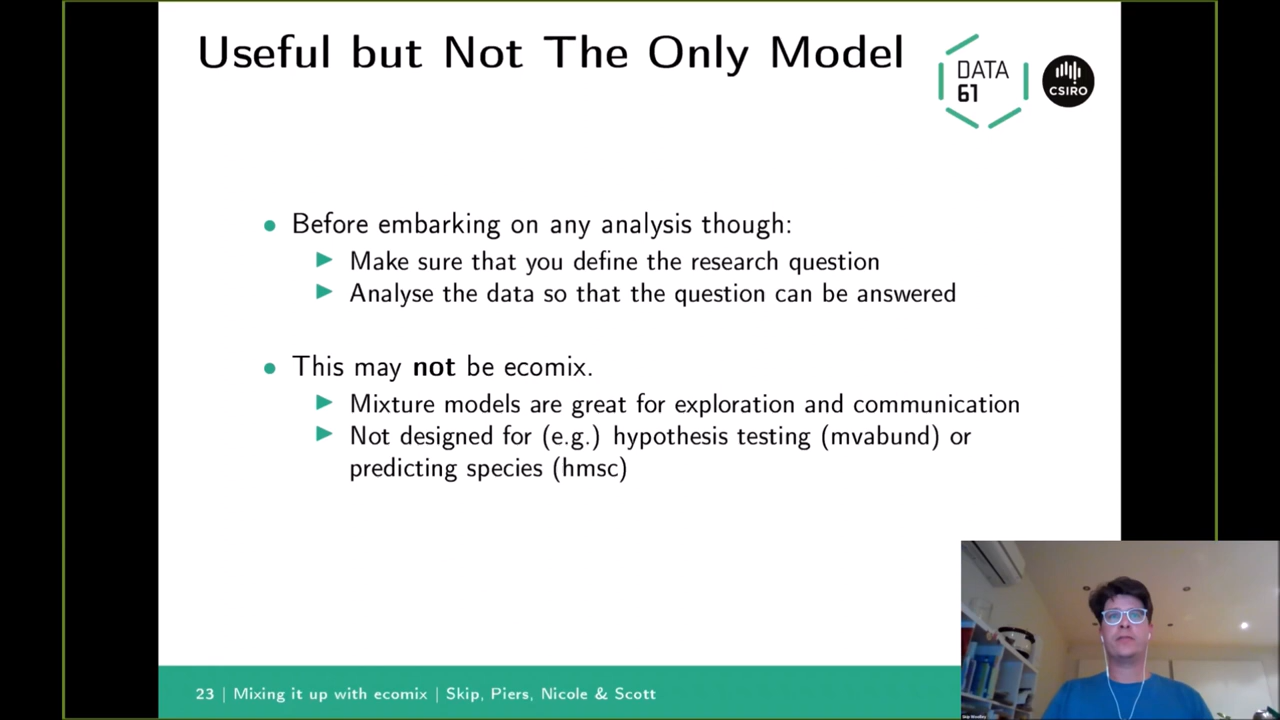 Useful but Not The Only Model
DATA
61
CSIRO
● Before embarking on any analysis though:
▶ Make sure that you define the research question
▶ Analyse the data so that the question can be answered
● This may not be ecomix.
▶ Mixture models are great for exploration and communication
▶ Not designed for (e.g.) hypothesis testing (mvabund) or
predicting species (hmsc)
23 | Mixing it up with ecomix | Skip, Piers, Nicole & Scott